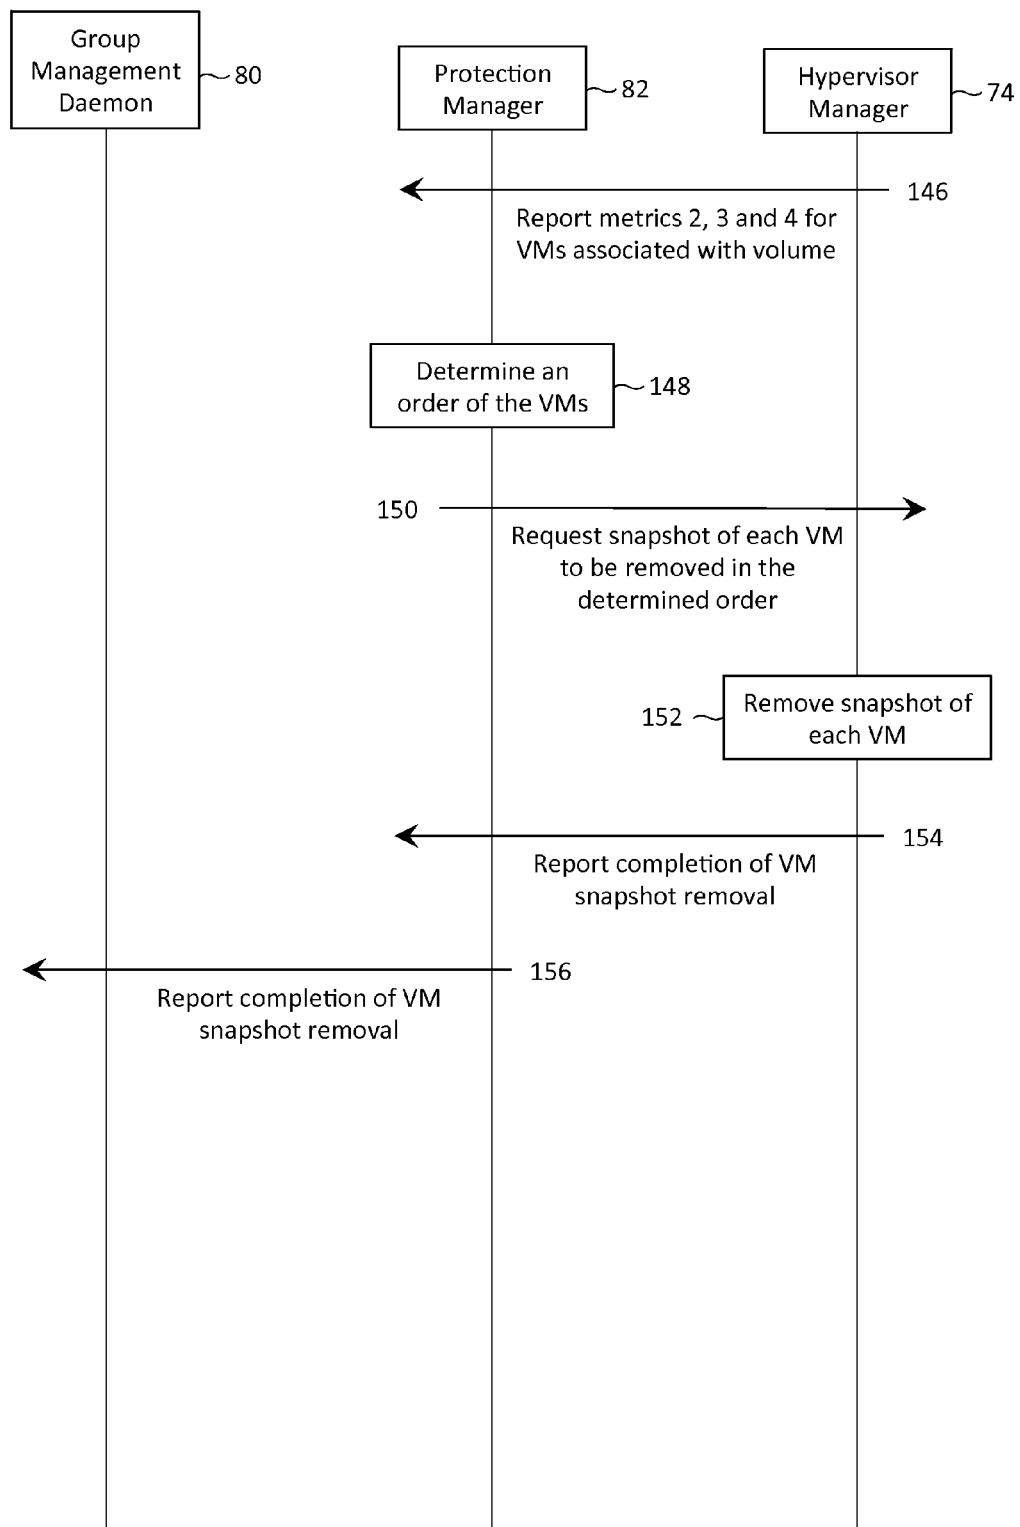 Group
Management
Daemon
80
Protection
Manager
82
Hypervisor
Manager
74
146
Report metrics 2, 3 and 4 for
VMs associated with volume
Determine an
order of the VMs
148
150
Request snapshot of each VM
to be removed in the
determined order
152
Remove snapshot of
each VM
154
Report completion of VM
snapshot removal
156
Report completion of VM
snapshot removal